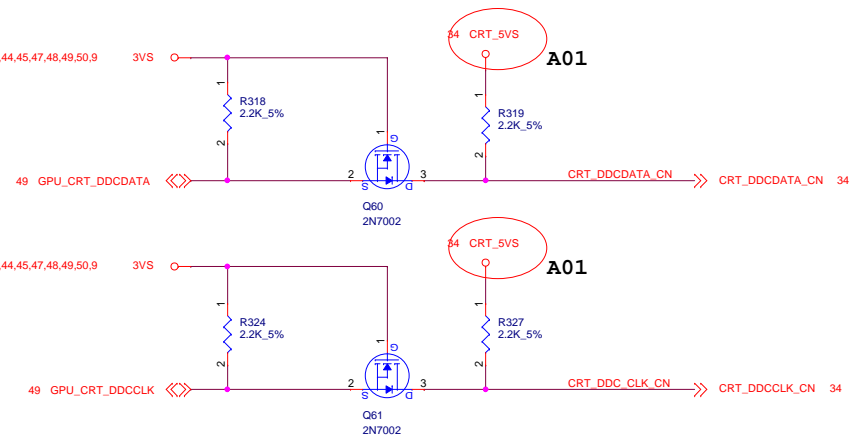 34 CRT_5VS
,44,45,47,48,49,50,9 3VS
A01
1
R318
2.2K_5%
2
1
R319
2.2K_5%
2
1
G
49 GPU_CRT_DDCDATA
2
S
D
3
CRT_DDCDATA_CN
CRT_DDCDATA_CN 34
Q60
2N7002
34 CRT_5VS
,44,45,47,48,49,50,9 3VS
A01
1
R324
2.2K_5%
2
1
R327
2.2K_5%
2
1
G
49 GPU_CRT_DDCCLK
2
S
D
3
CRT_DDC_CLK_CN
CRT_DDCCLK_CN 34
Q61
2N7002